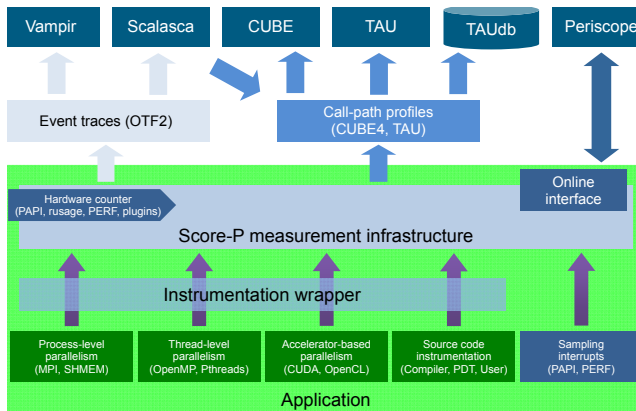 Vampir
Scalasca
CUBE
TAU
TAUdb
Periscope
Event traces (OTF2)
Call-path profiles
(CUBE4, TAU)
Hardware counter
(PAPI, rusage, PERF, plugins)
Online
interface
Score-P measurement infrastructure
Instrumentation wrapper
Process-level
parallelism
(MPI, SHMEM)
Thread-level
parallelism
(OpenMP, Pthreads)
Accelerator-based
parallelism
(CUDA, OpenCL)
Source code
instrumentation
(Compiler, PDT, User)
Sampling
interrupts
(PAPI, PERF)
Application